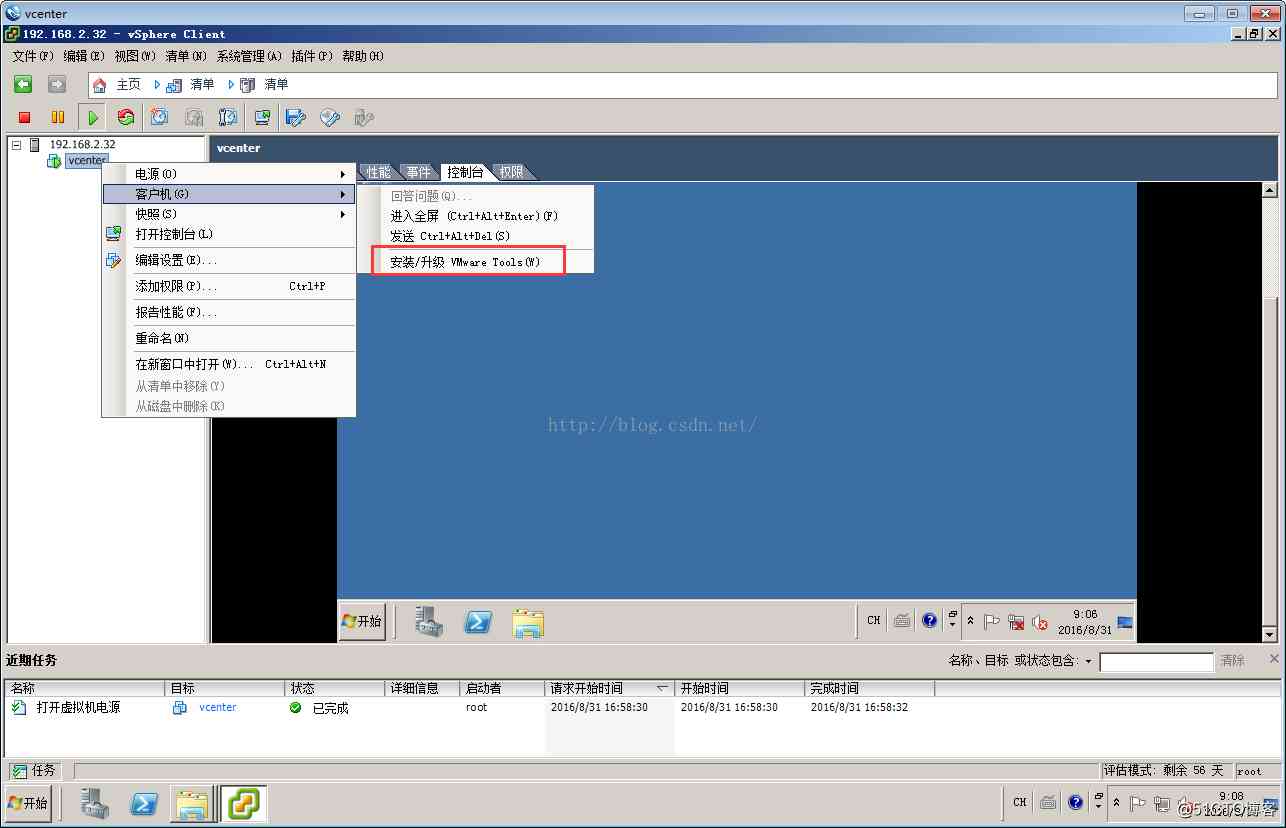 vcenter
192.168.2.32 - vSphere Client
文件(F) 编辑(E) 视图(V) 清单(N) 系统管理(A) 插件(P) 帮助(H)
主页 清单 清单
192.168.2.32
vcenter
vcenter
性能 事件 控制台 权限
电源(O)
客户机(G)
快照(S)
打开控制台(L)
编辑设置(E)...
添加权限(P)... Ctrl+P
报告性能(F)...
重命名(N)
在新窗口中打开(W)... Ctrl+Alt+N
从清单中移除(Y)
从磁盘中删除(K)
回答问题(Q)...
进入全屏 (Ctrl+Alt+Enter)(F)
发送 Ctrl+Alt+Del(S)
安装/升级 VMware Tools(W)
http://blog.csdn.net/
开始 CH 9:06
2016/8/31
近期任务 名称、目标 或状态包含: 清除
名称 目标 状态 详细信息 启动者 请求开始时间 开始时间 完成时间
打开虚拟机电源 vcenter 已完成 root 2016/8/31 16:58:30 2016/8/31 16:58:30 2016/8/31 16:58:32
任务 评估模式: 剩余 56 天 root
开始 CH 9:08
@51CTO博客